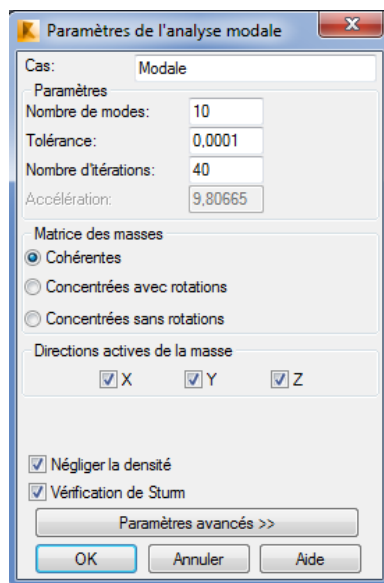 Paramètres de l'analyse modale
Cas: Modale
Paramètres
Nombre de modes: 10
Tolérance: 0,0001
Nombre d'itérations: 40
Accélération: 9,80665
Matrice des masses
Cohérentes
Concentrées avec rotations
Concentrées sans rotations
Directions actives de la masse
X Y Z
Négliger la densité
Vérification de Sturm
Paramètres avancés >>
OK Annuler Aide